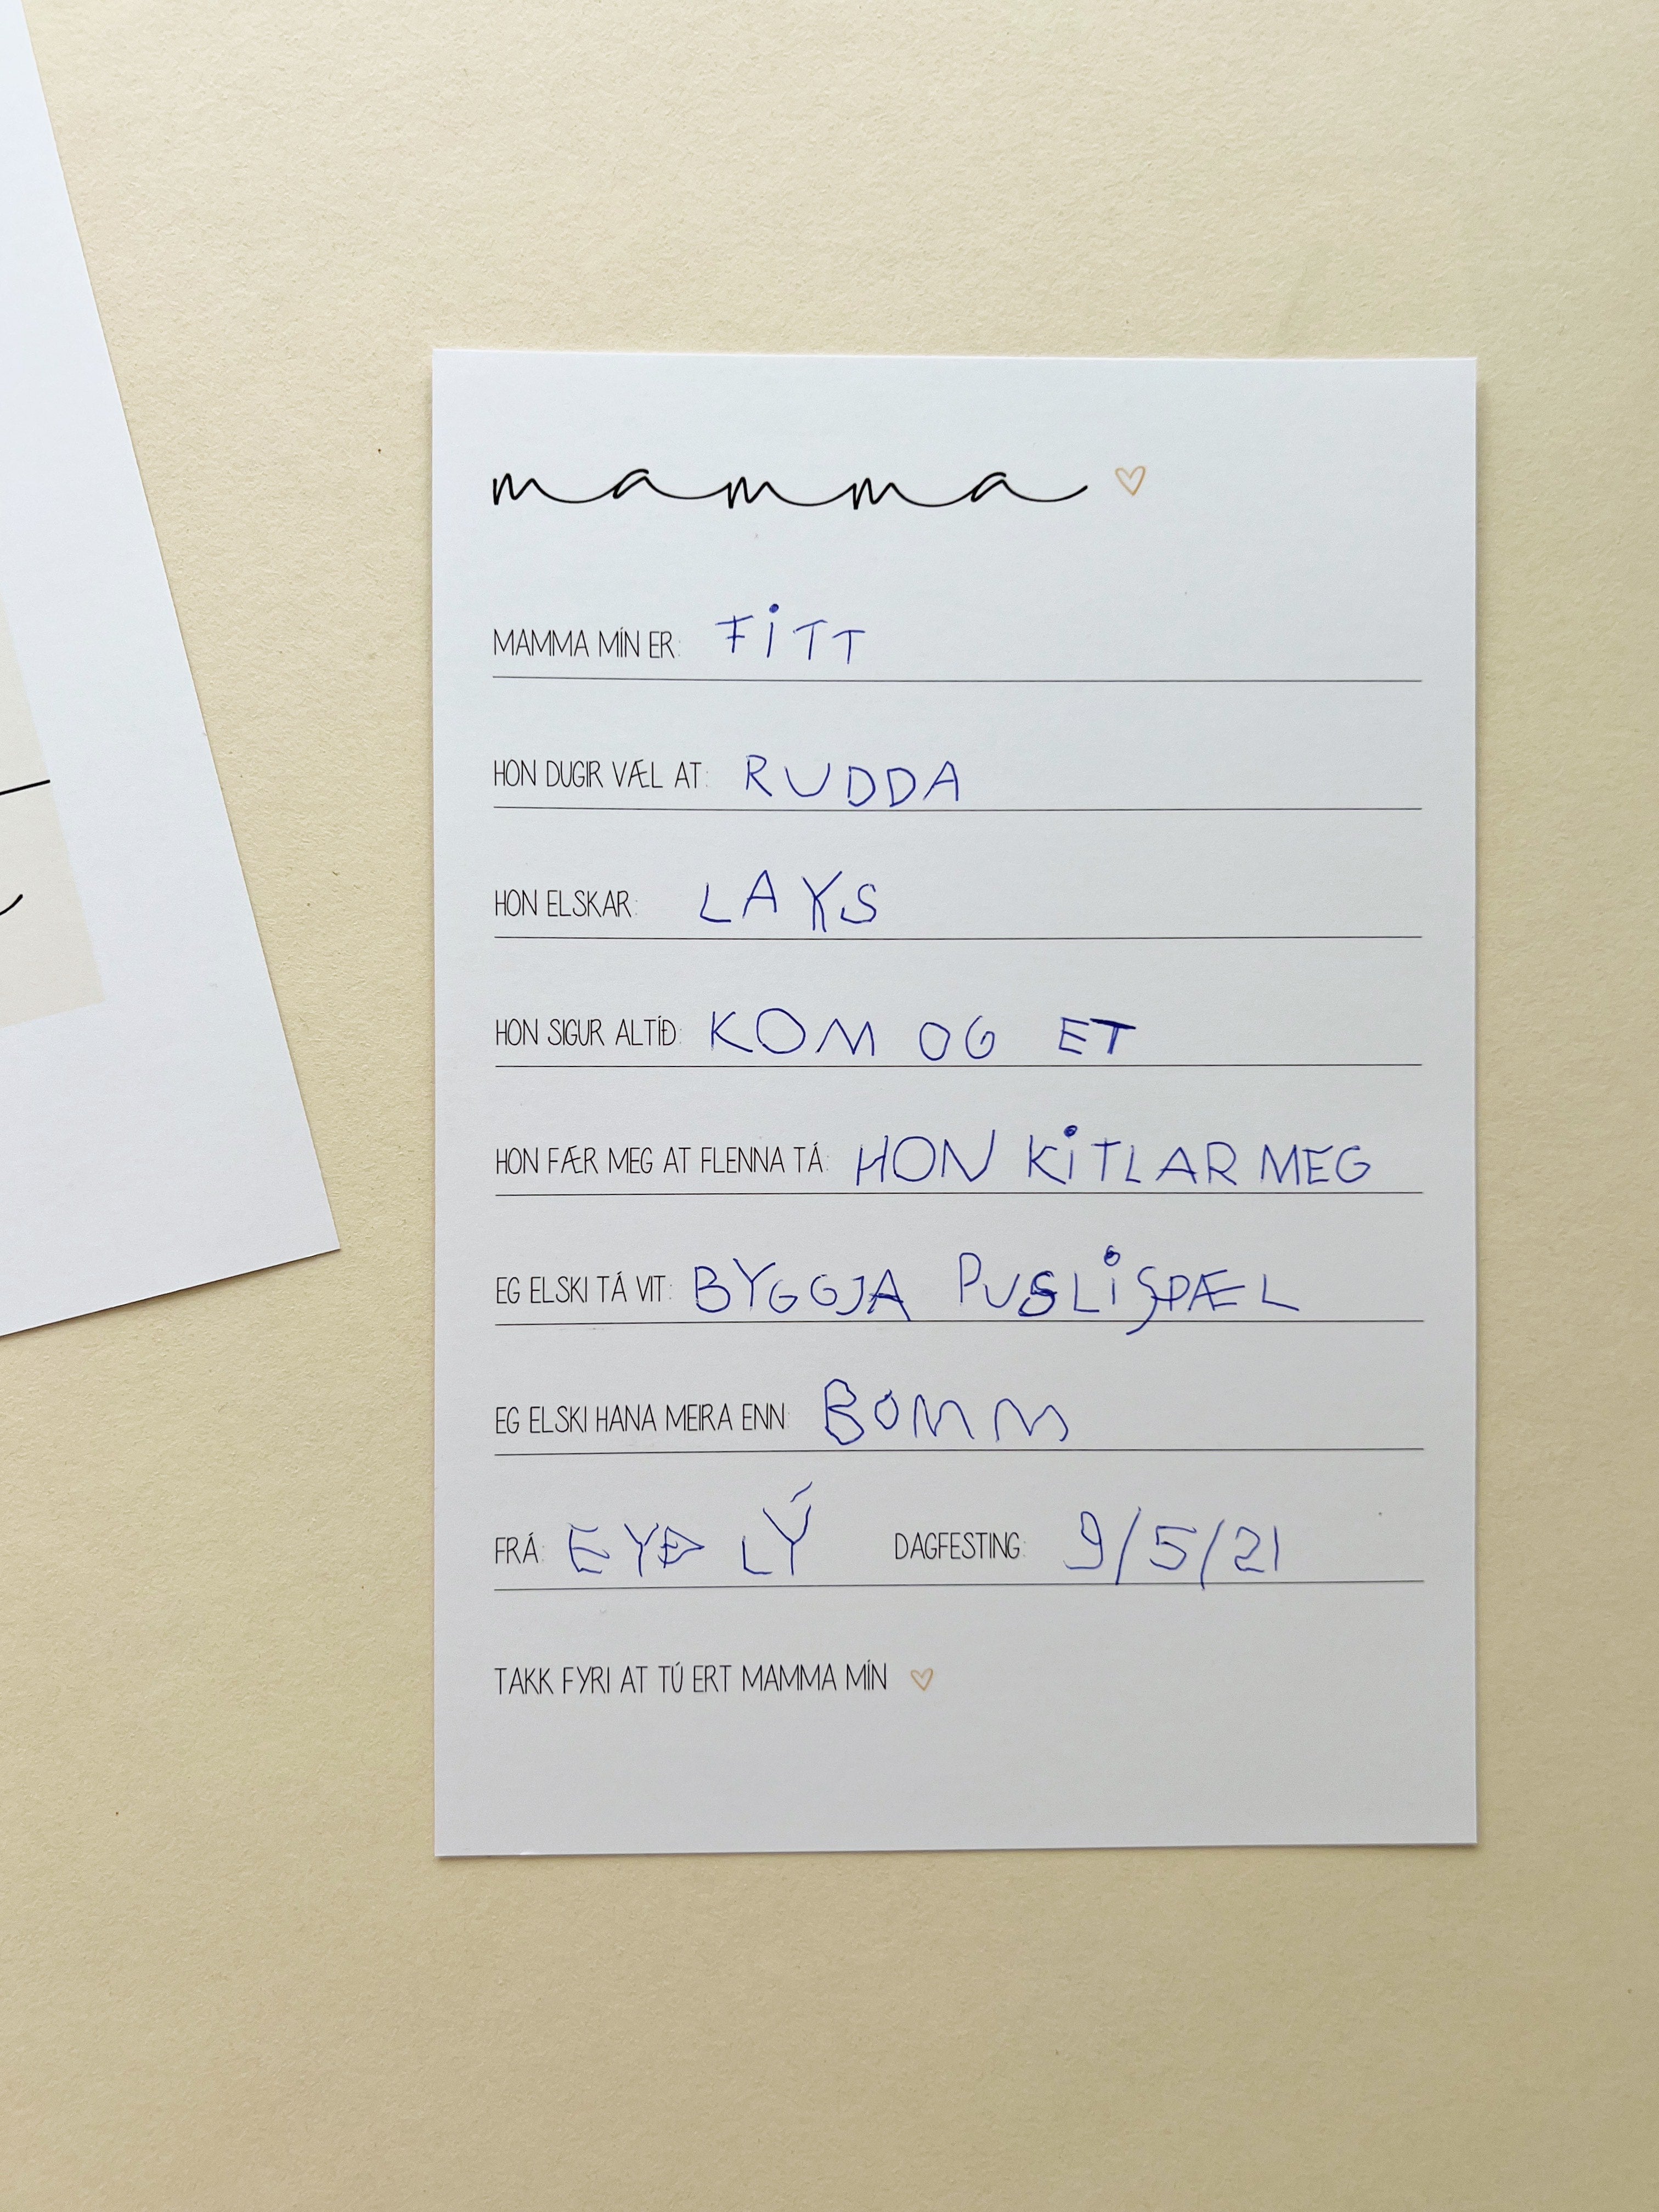 mamma
MAMMA MÍN ER: FiTT
HON DUGIR VÆL AT: RUDDA
HON ELSKAR: LAYS
HON SIGUR ALTÍÐ: KOM OG ET
HON FÆR MEG AT FLENNA TÁ: HON KiTLAR MEG
EG ELSKI TÁ VIT: BYGGJA PUSLiSPÆL
EG ELSKI HANA MEIRA ENN: BOMM
FRÁ: EYÐ LÝ DAGFESTING: 9/5/21
TAKK FYRI AT TÚ ERT MAMMA MÍN